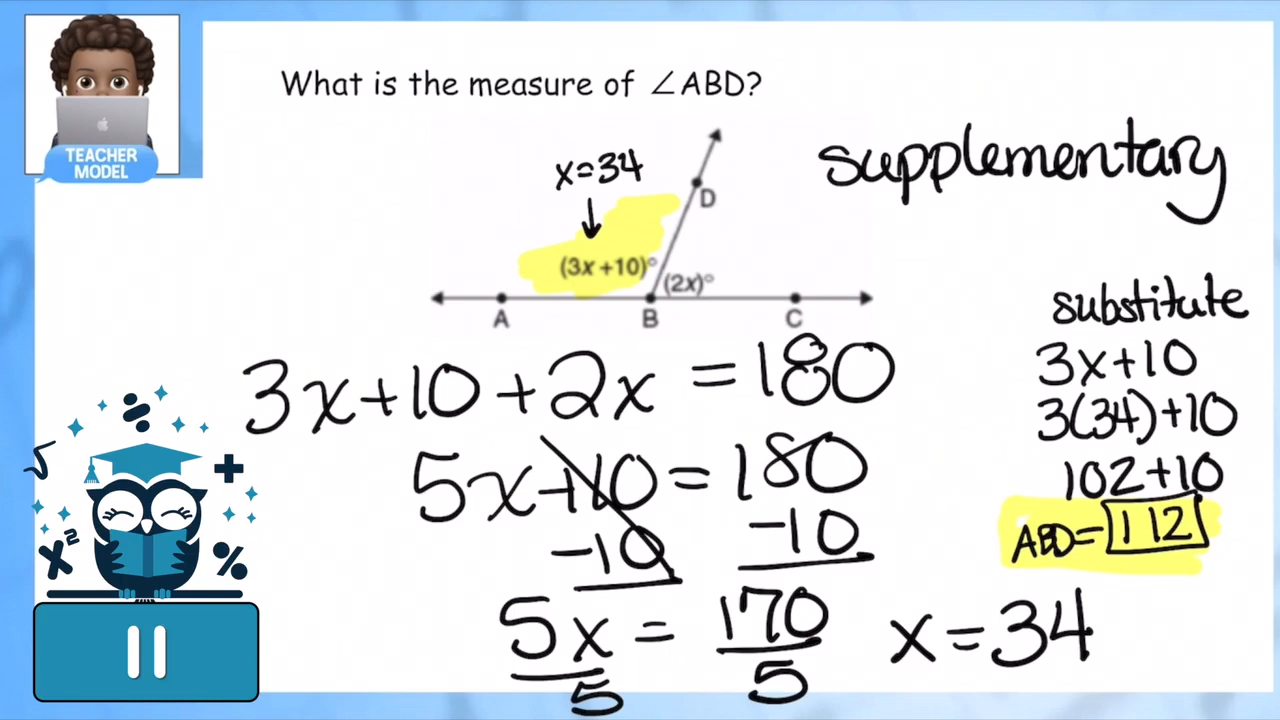 TEACHER
MODEL
What is the measure of ∠ABD?
supplementary
x=34
D
(3x+10)°
(2x)°
A
B
C
3x+10+2x = 180
5x+10 = 180
-10
-10
5x = 170
5
5
x=34
substitute
3x+10
3(34)+10
102+10
ABD= 112
÷
√
+
x²
%